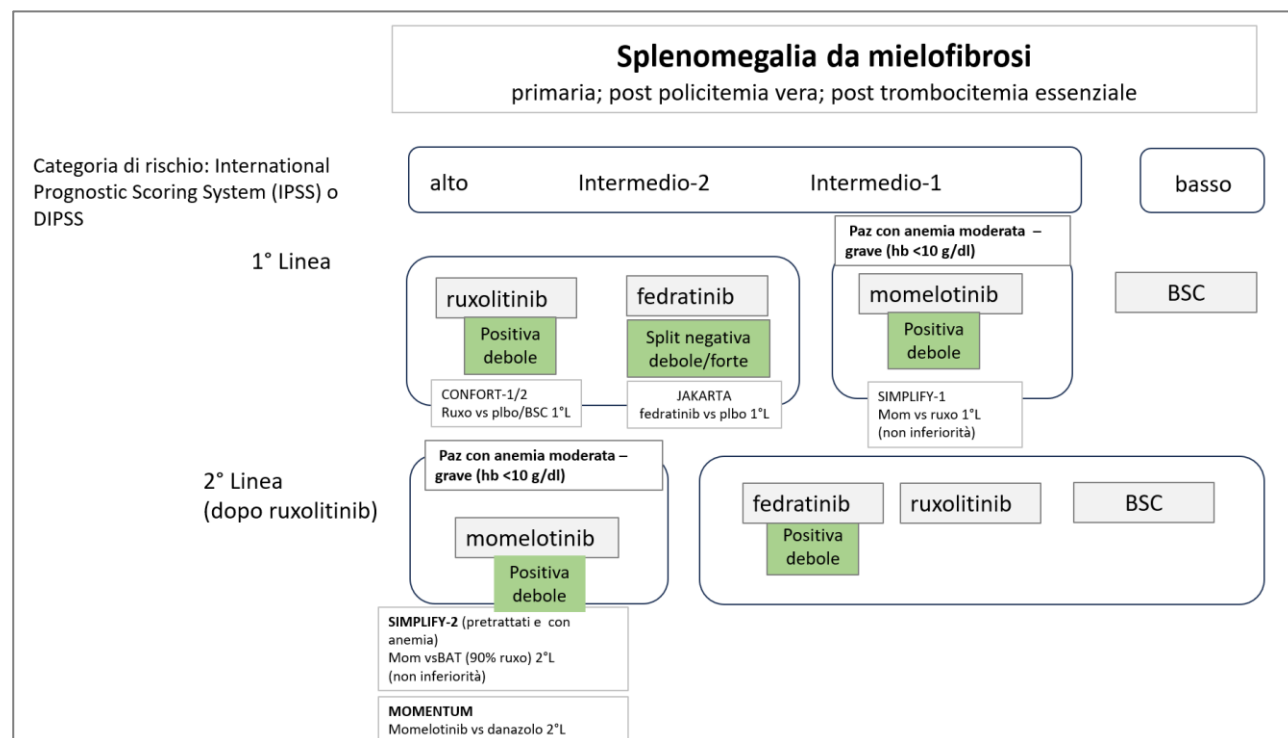 Splenomegalia da mielofibrosi
primaria; post policitemia vera; post trombocitemia essenziale
Categoria di rischio: International
Prognostic Scoring System (IPSS) o
DIPSS
alto Intermedio-2 Intermedio-1
basso
1° Linea
ruxolitinib
Positiva
debole
CONFORT-1/2
Ruxo vs plbo/BSC 1°L
fedratinib
Split negativa
debole/forte
JAKARTA
fedratinib vs plbo 1°L
Paz con anemia moderata –
grave (hb <10 g/dl)
momelotinib
Positiva
debole
SIMPLIFY-1
Mom vs ruxo 1°L
(non inferiorità)
BSC
2° Linea
(dopo ruxolitinib)
Paz con anemia moderata –
grave (hb <10 g/dl)
momelotinib
Positiva
debole
SIMPLIFY-2 (pretrattati e con
anemia)
Mom vsBAT (90% ruxo) 2°L
(non inferiorità)
MOMENTUM
Momelotinib vs danazolo 2°L
fedratinib
Positiva
debole
ruxolitinib
BSC